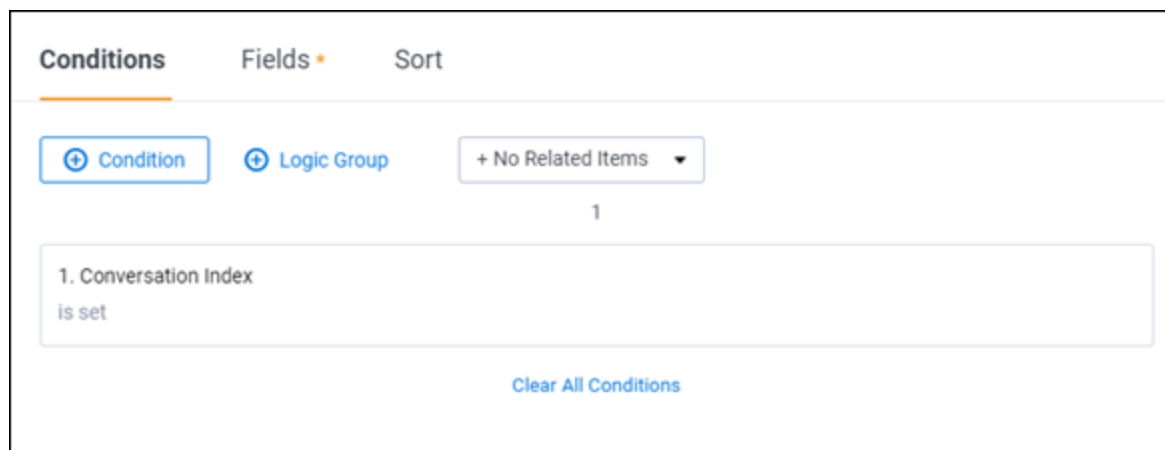 Conditions Fields * Sort
Condition Logic Group + No Related Items
1
1. Conversation Index
is set
Clear All Conditions